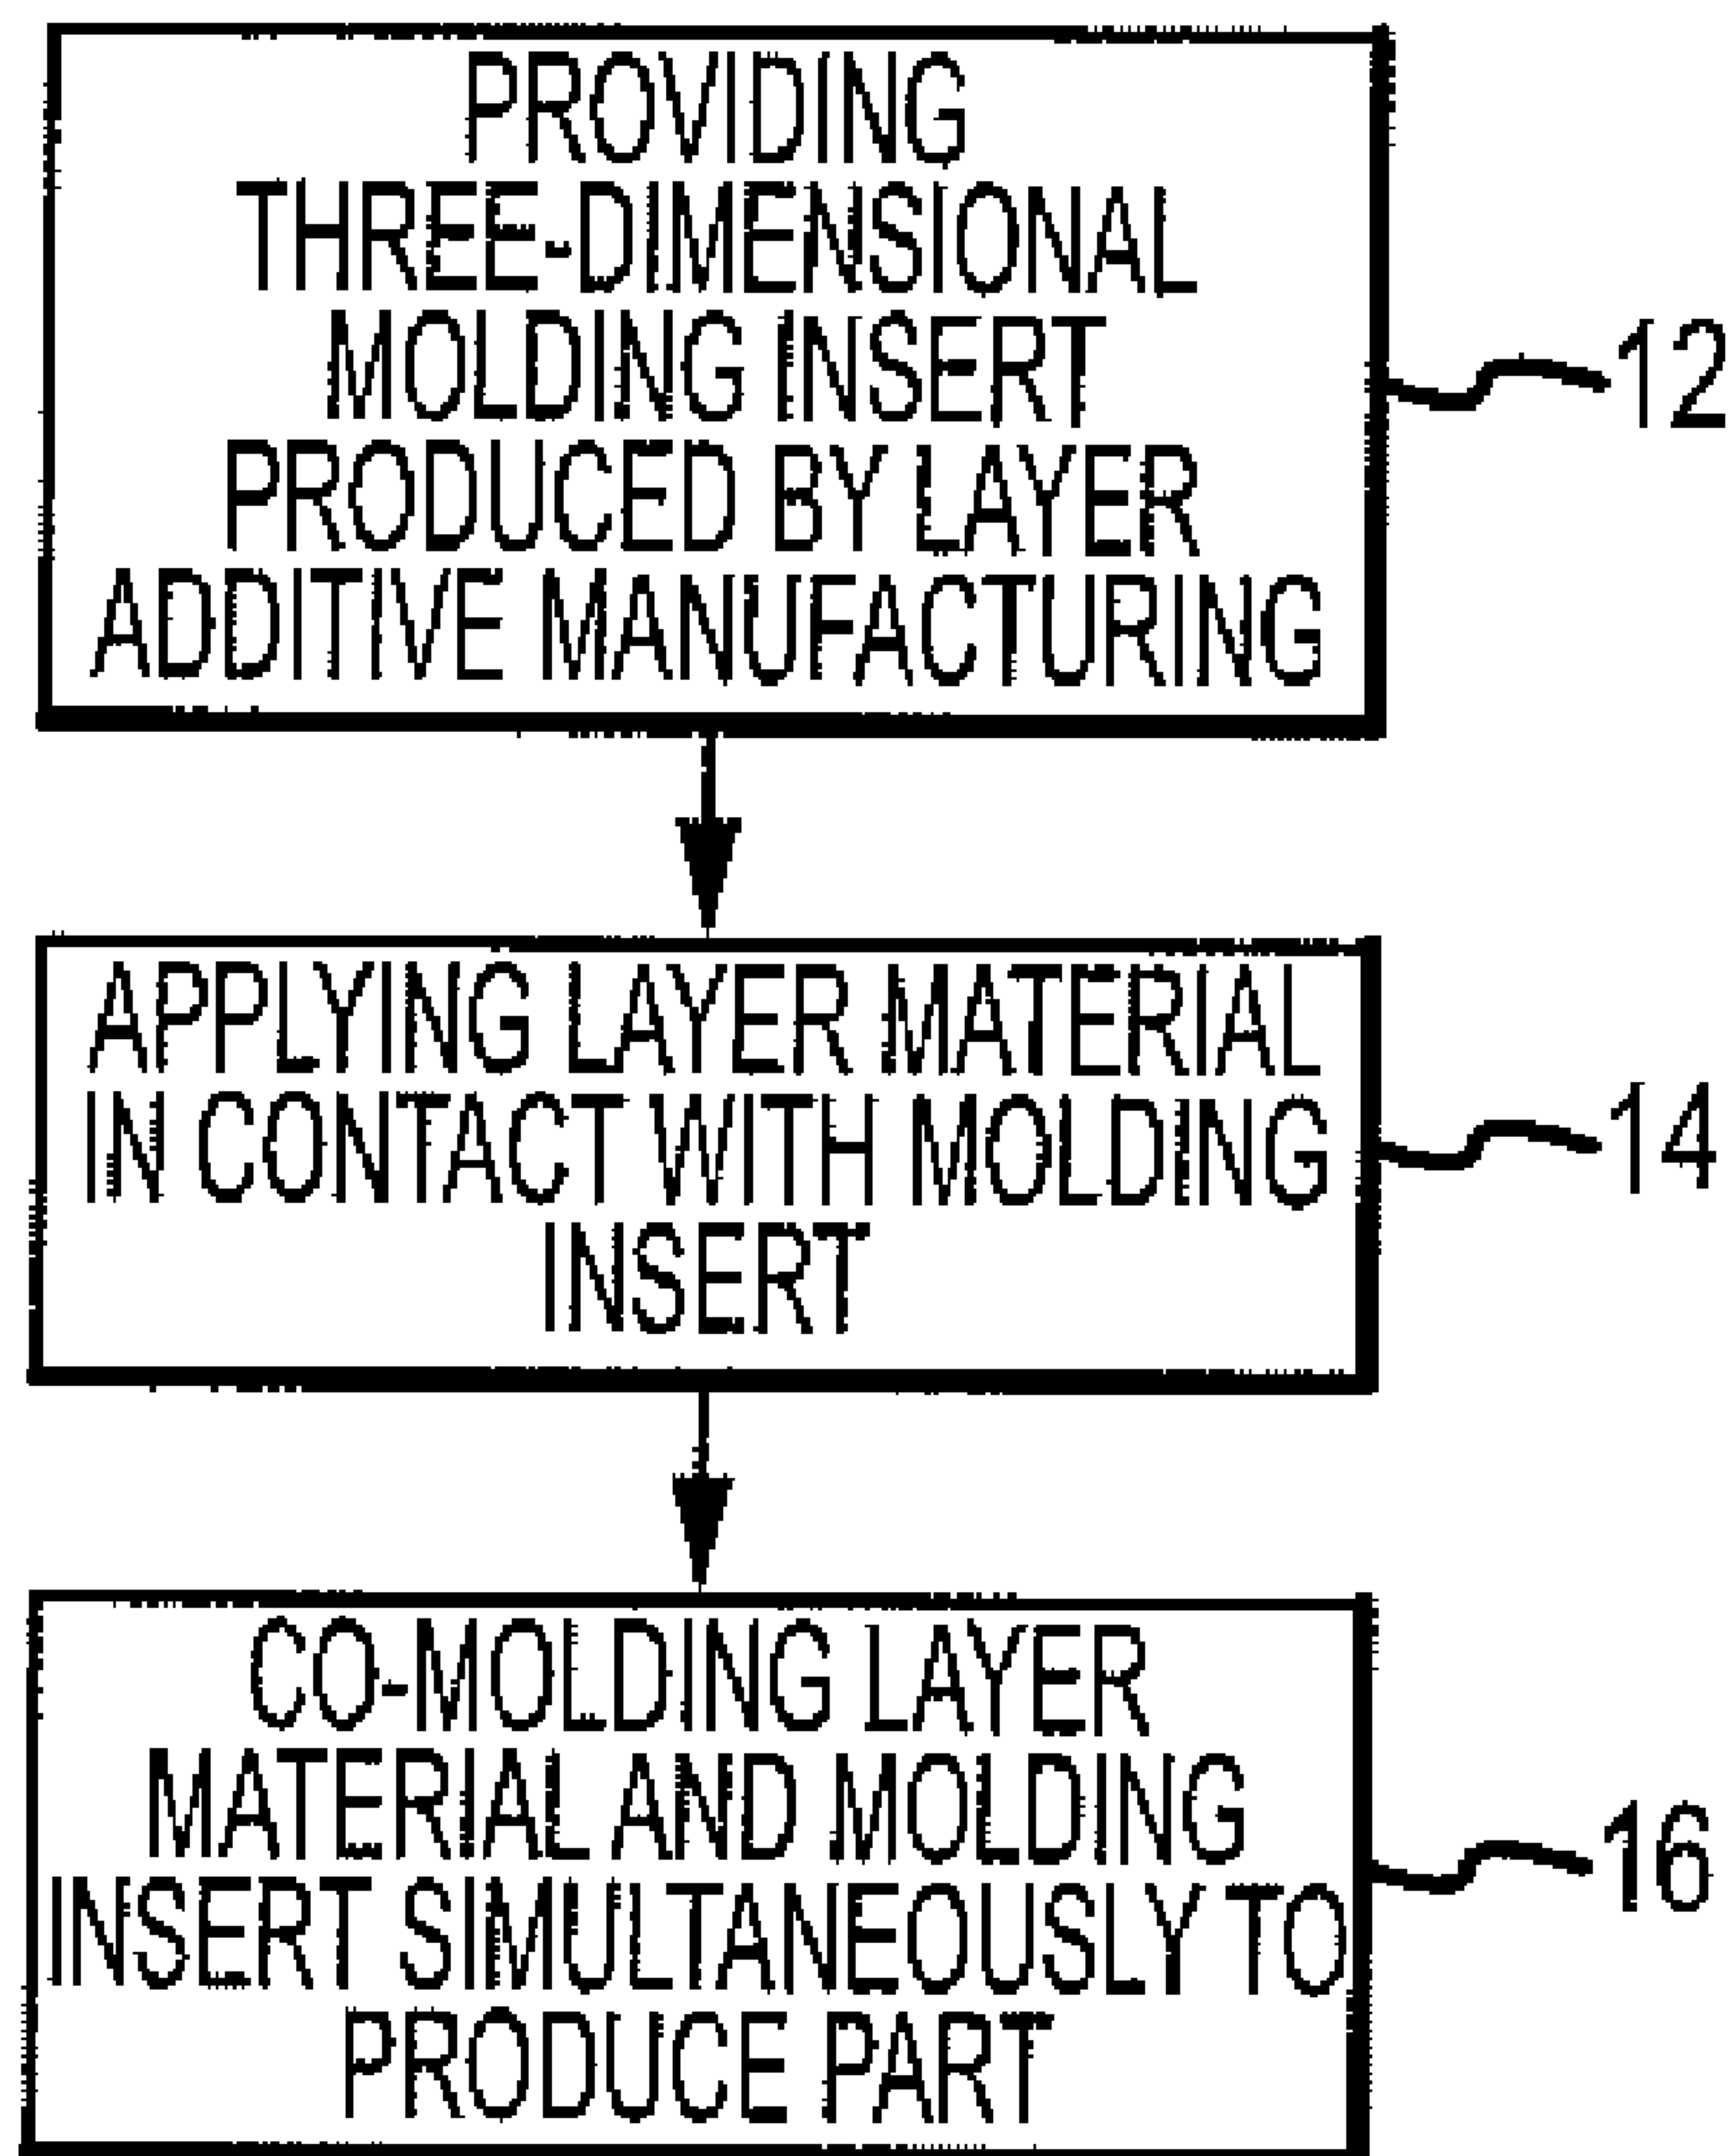 PROVIDING
THREE-DIMENSIONAL
MOLDING INSERT
PRODUCED BY LAYER
ADDITIVE MANUFACTURING
12
APPLYING LAYER MATERIAL
IN CONTACT WITH MOLDING
INSERT
14
CO-MOLDING LAYER
MATERIAL AND MOLDING
INSERT SIMULTANEOUSLY TO
PRODUCE PART
16